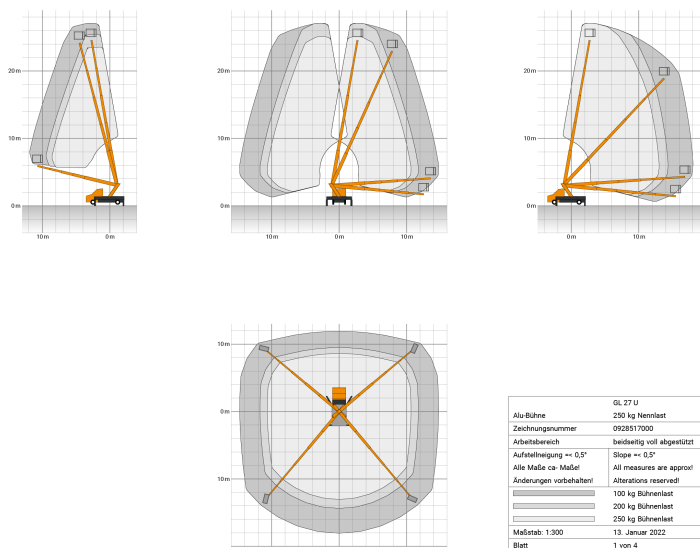 20m
10m
0m
10m
0m
20m
10m
0m
10m
0m
10m
20m
10m
0m
0m
10m
10m
0m
10m
10m
0m
10m
GL 27 U
Alu-Bühne 250 kg Nennlast
Zeichnungsnummer 0928517000
Arbeitsbereich beidseitig voll abgestützt
Aufstellneigung =< 0,5° Slope =< 0,5°
Alle Maße ca- Maße! All measures are approx!
Änderungen vorbehalten! Alterations reserved!
100 kg Bühnenlast
200 kg Bühnenlast
250 kg Bühnenlast
Maßstab: 1:300 13. Januar 2022
Blatt 1 von 4